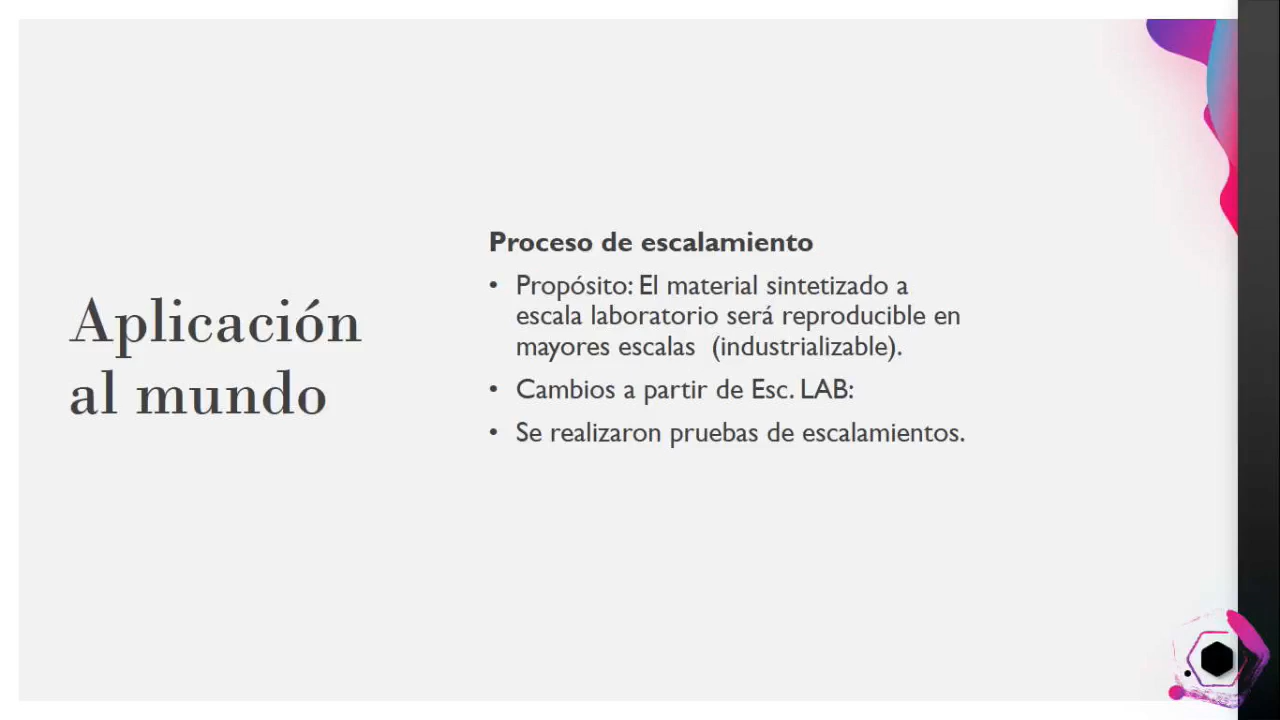 Aplicación
al mundo
Proceso de escalamiento
• Propósito: El material sintetizado a
escala laboratorio será reproducible en
mayores escalas (industrializable).
• Cambios a partir de Esc. LAB:
• Se realizaron pruebas de escalamientos.